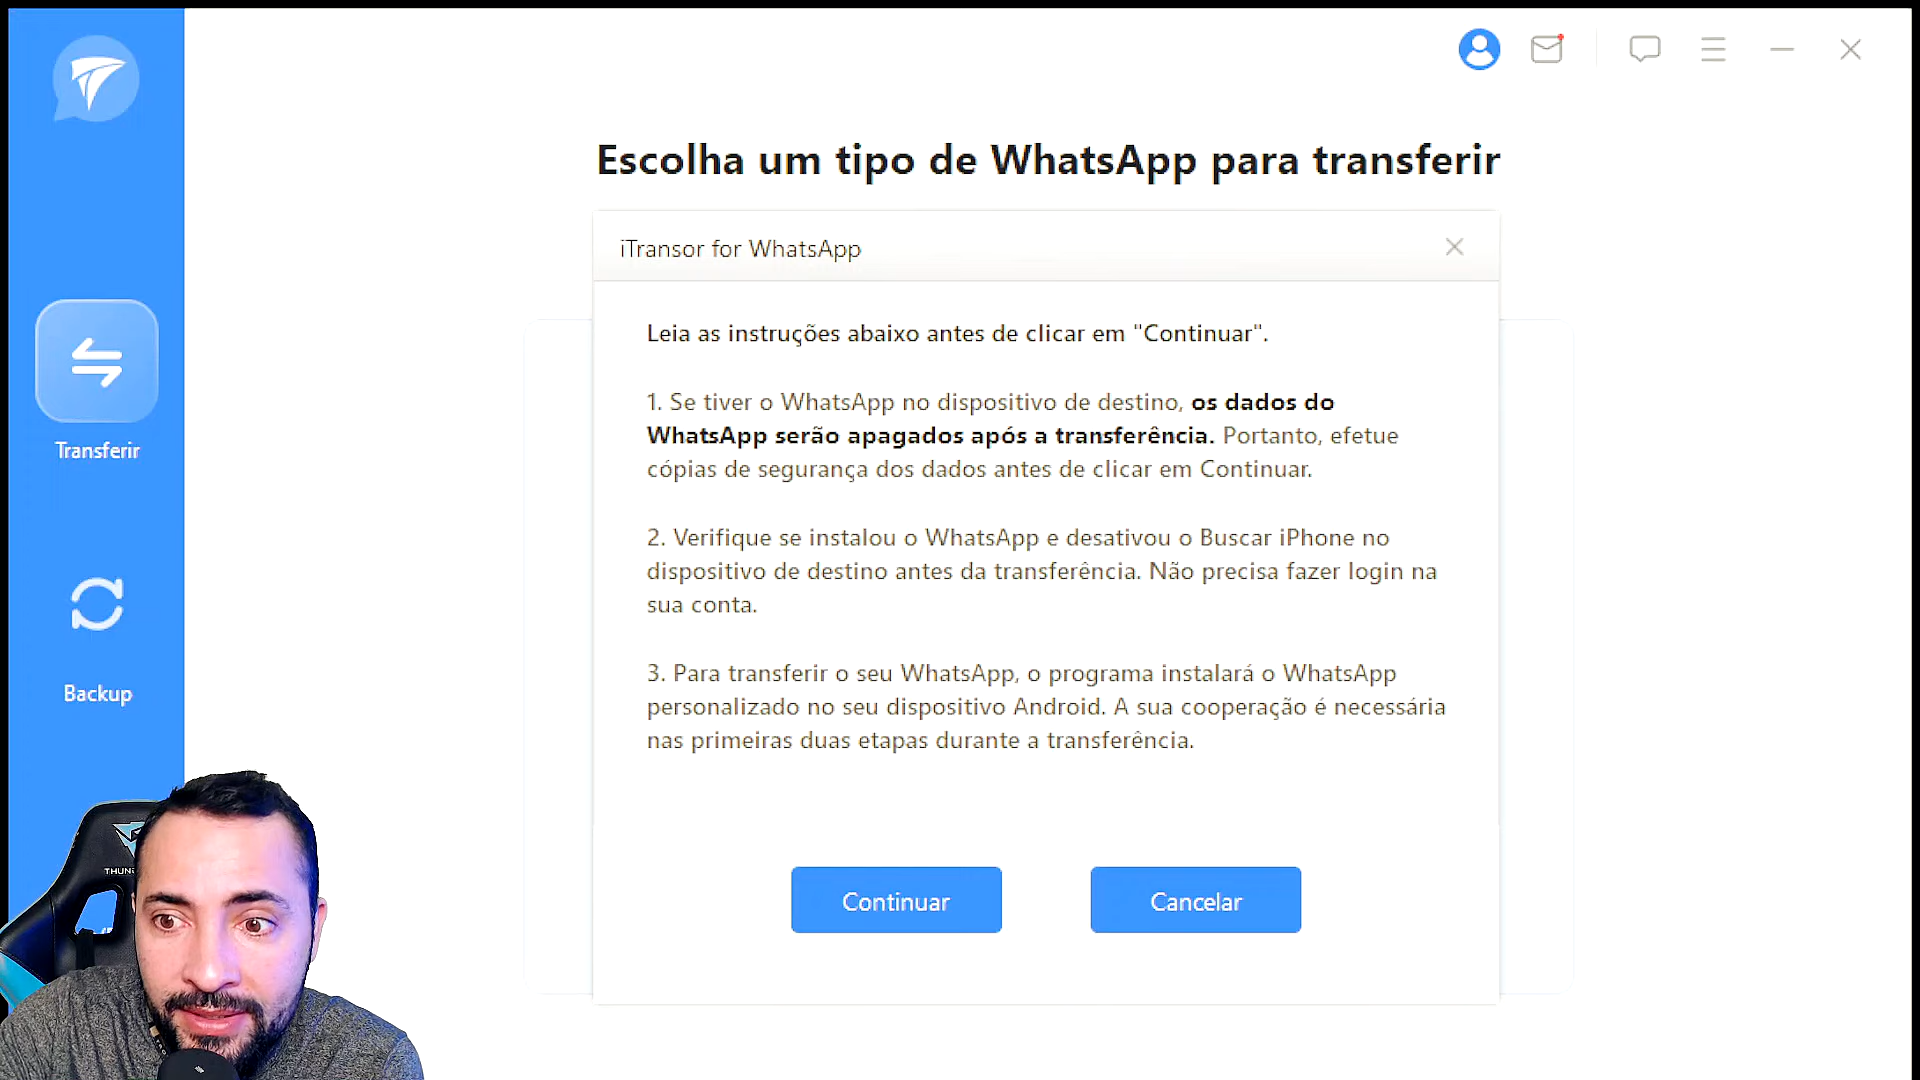 Escolha um tipo de WhatsApp para transferir
iTransor for WhatsApp
Leia as instruções abaixo antes de clicar em "Continuar".
1. Se tiver o WhatsApp no dispositivo de destino, os dados do
WhatsApp serão apagados após a transferência. Portanto, efetue
cópias de segurança dos dados antes de clicar em Continuar.
2. Verifique se instalou o WhatsApp e desativou o Buscar iPhone no
dispositivo de destino antes da transferência. Não precisa fazer login na
sua conta.
3. Para transferir o seu WhatsApp, o programa instalará o WhatsApp
personalizado no seu dispositivo Android. A sua cooperação é necessária
nas primeiras duas etapas durante a transferência.
Continuar
Cancelar
Transferir
Backup